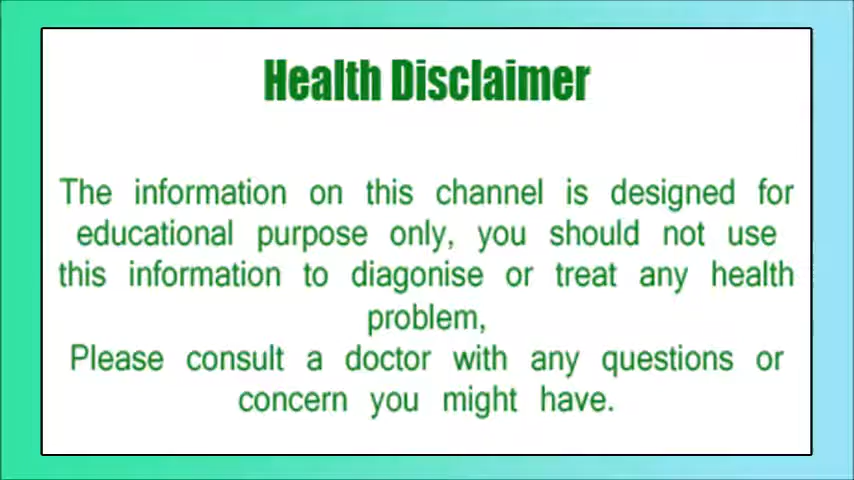 Health Disclaimer
The information on this channel is designed for
educational purpose only, you should not use
this information to diagonise or treat any health
problem,
Please consult a doctor with any questions or
concern you might have.